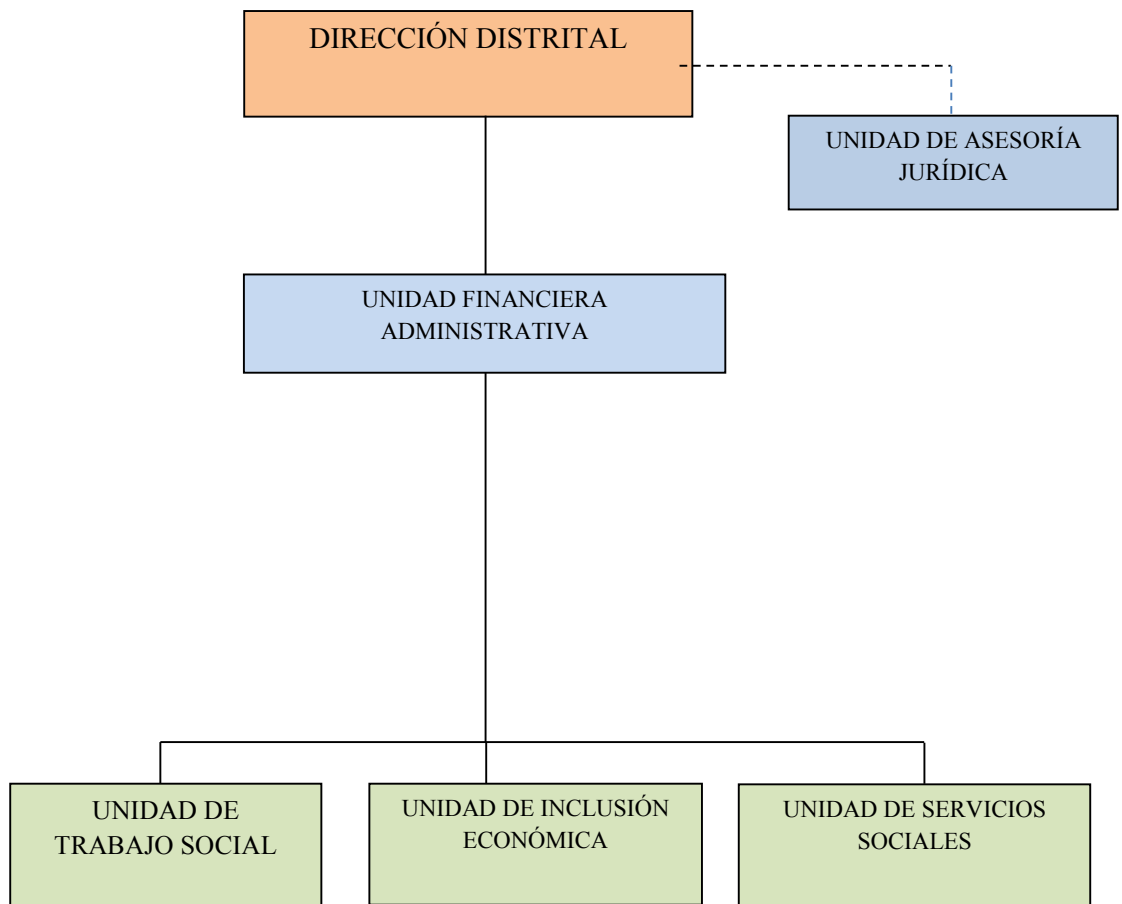 DIRECCIÓN DISTRITAL
UNIDAD DE ASESORÍA
JURÍDICA
UNIDAD FINANCIERA
ADMINISTRATIVA
UNIDAD DE
TRABAJO SOCIAL
UNIDAD DE INCLUSIÓN
ECONÓMICA
UNIDAD DE SERVICIOS
SOCIALES